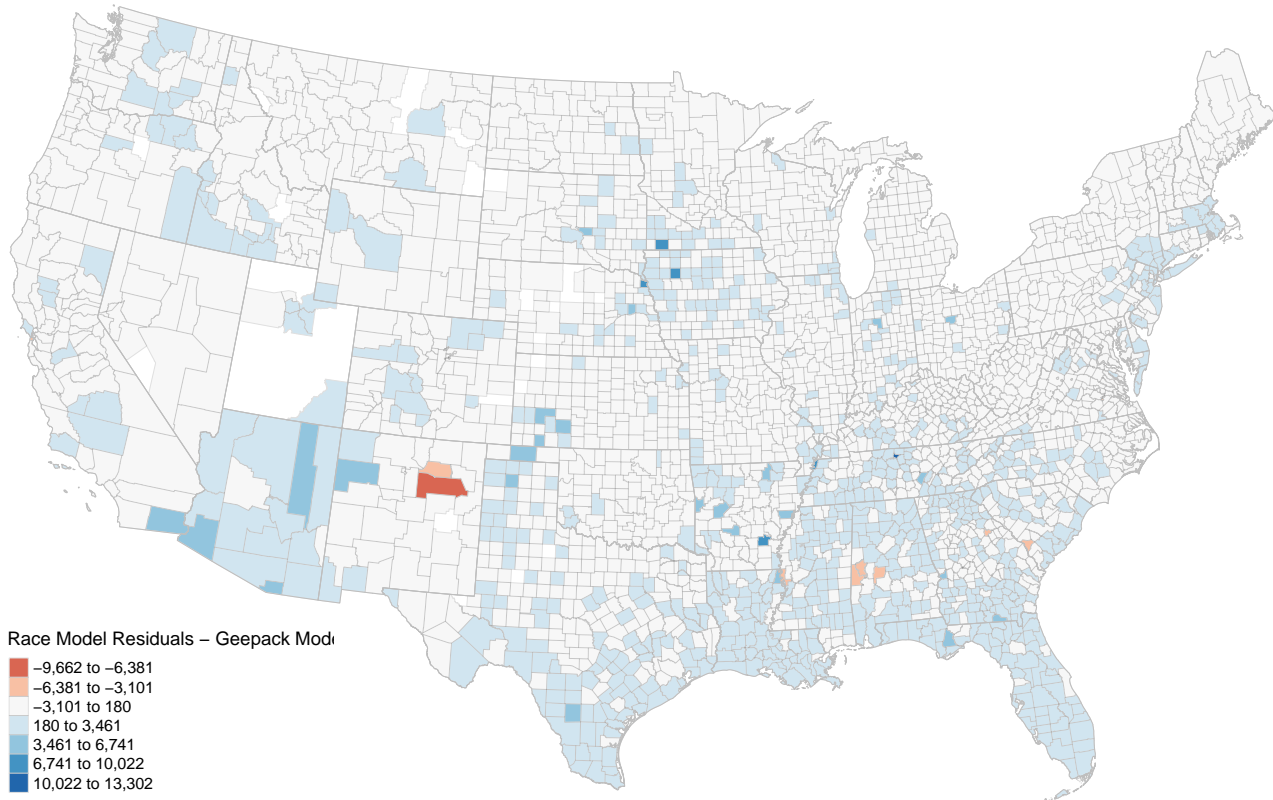 Race Model Residuals – Geepack Mode
−9,662 to −6,381
−6,381 to −3,101
−3,101 to 180
180 to 3,461
3,461 to 6,741
6,741 to 10,022
10,022 to 13,302